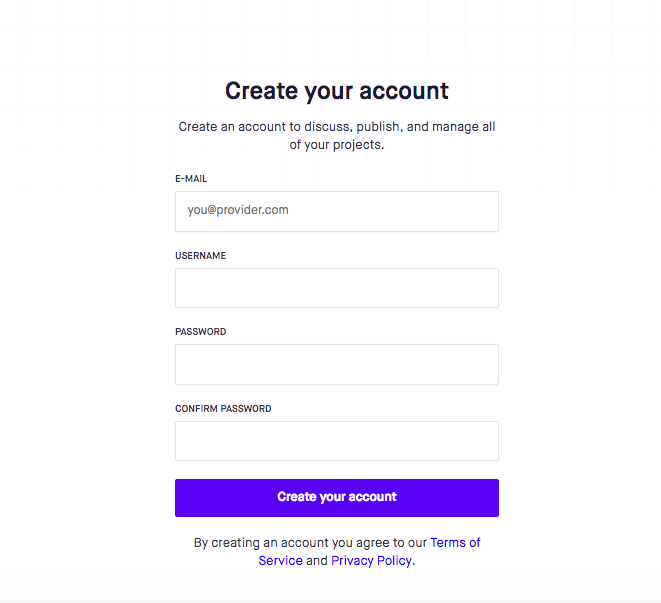 Create your account
Create an account to discuss, publish, and manage all
of your projects.
E-MAIL
you@provider.com
USERNAME
PASSWORD
CONFIRM PASSWORD
Create your account
By creating an account you agree to our Terms of
Service and Privacy Policy.